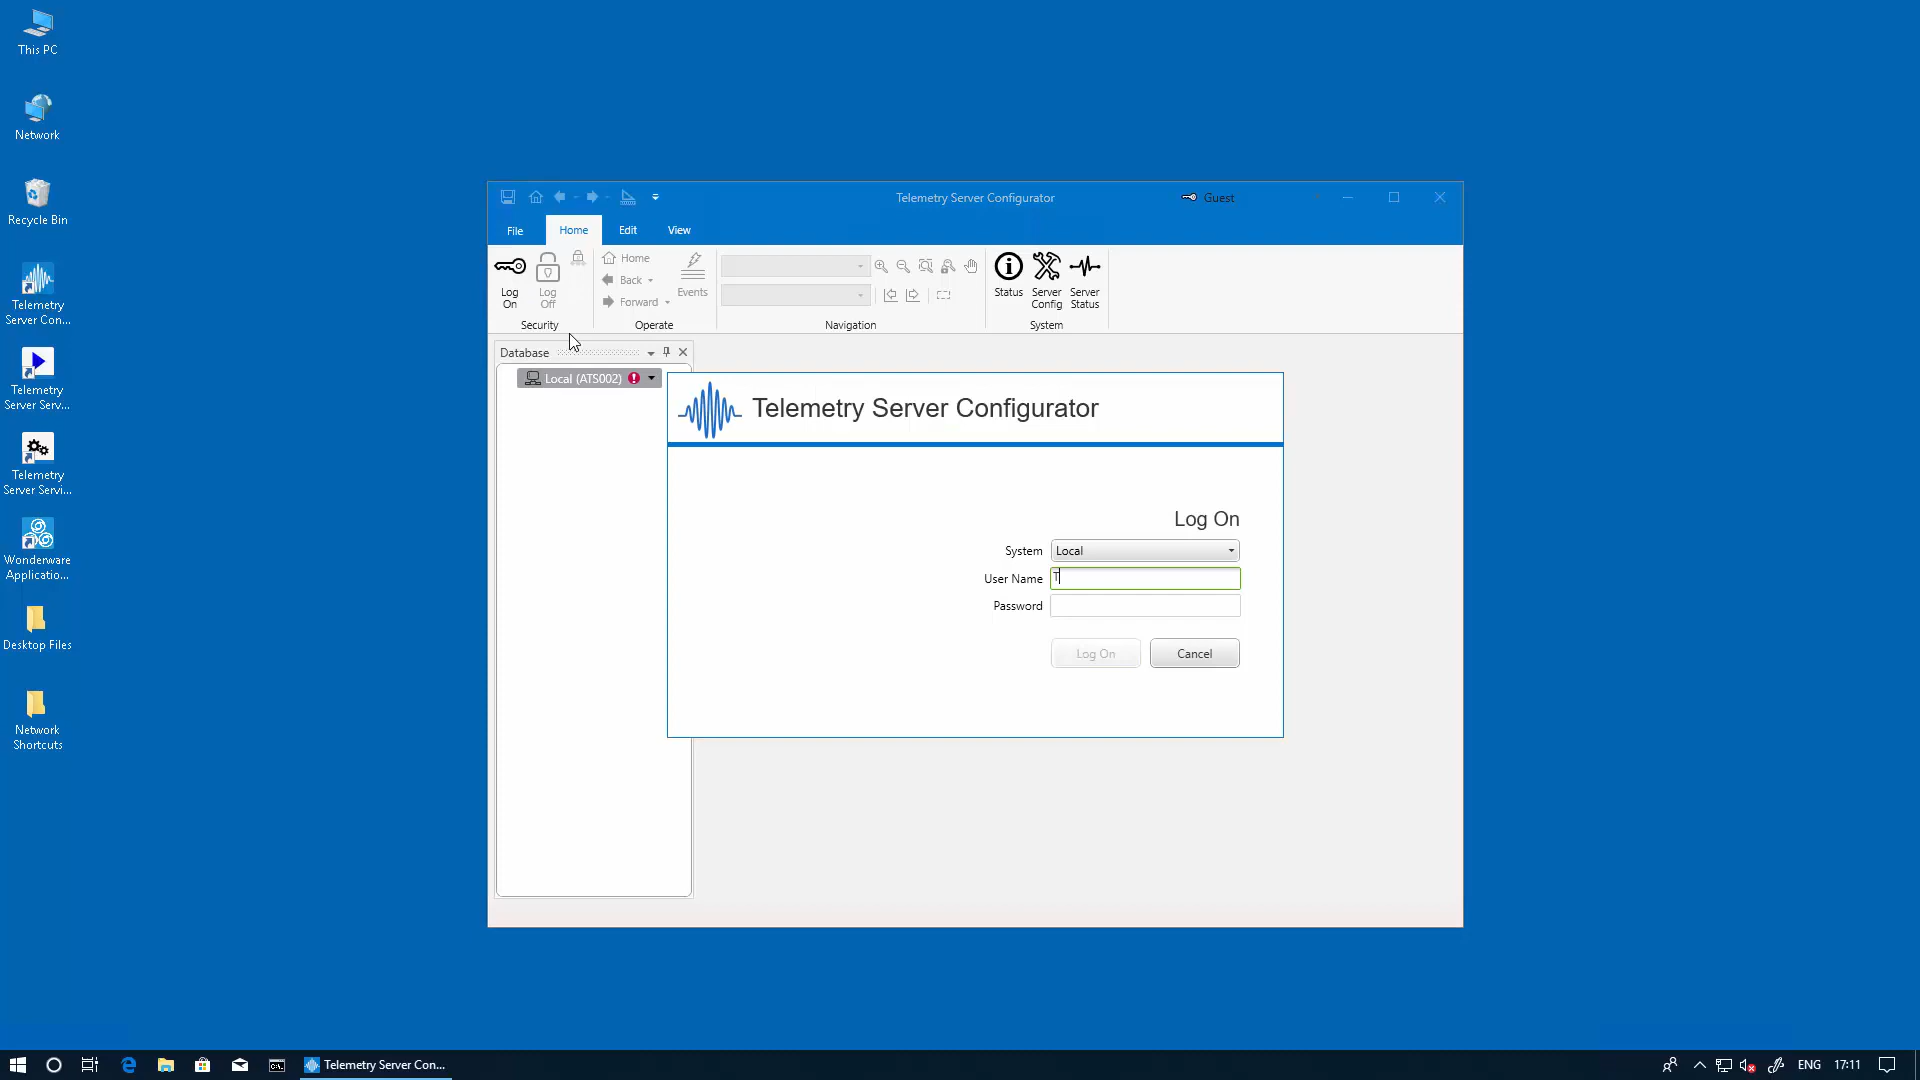 This PC
Network
Recycle Bin
Telemetry
Server Con...
Telemetry
Server Serv...
Telemetry
Server Servi...
Wonderware
Applicatio...
Desktop Files
Network
Shortcuts
Telemetry Server Configurator
Guest
File
Home
Edit
View
Log
On
Log
Off
Security
Home
Back
Forward
Events
Operate
Navigation
Status
Server
Config
Server
Status
System
Database
Local (ATS002)
Telemetry Server Configurator
Log On
System
Local
User Name
T
Password
Log On
Cancel
Telemetry Server Con...
ENG
17:11